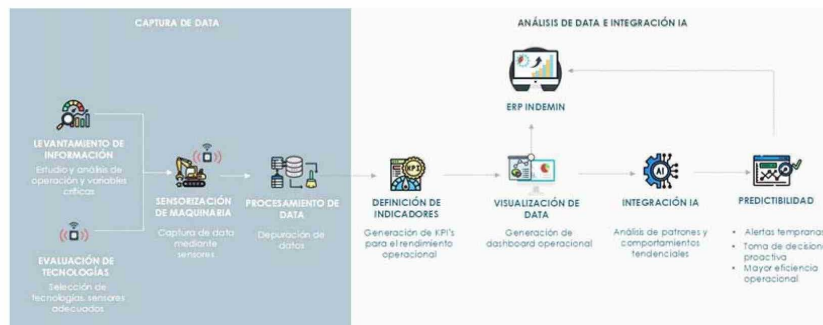 CAPTURA DE DATA
ANÁLISIS DE DATA E INTEGRACIÓN IA
ERP INDEMIN
LEVANTAMIENTO DE
INFORMACIÓN
Estudio y análisis de
operación y variables
críticas
EVALUACIÓN DE
TECNOLOGÍAS
Selección de
Tecnologías, sensores
adecuados
SENSORIZACIÓN
DE MAQUINARIA
Captura de data
mediante
sensores
PROCESAMIENTO DE
DATA
Depuración de
datos
KPI
DEFINICIÓN DE
INDICADORES
Generación de KPI's
para el rendimiento
operacional
VISUALIZACIÓN DE
DATA
Generación de
dashboard operacional
AI
INTEGRACIÓN IA
Análisis de patrones y
comportamientos
tendenciales
PREDICTIBILIDAD
• Alertas tempranas
• Toma de decisione
proactiva
• Mayor eficiencia
operacional